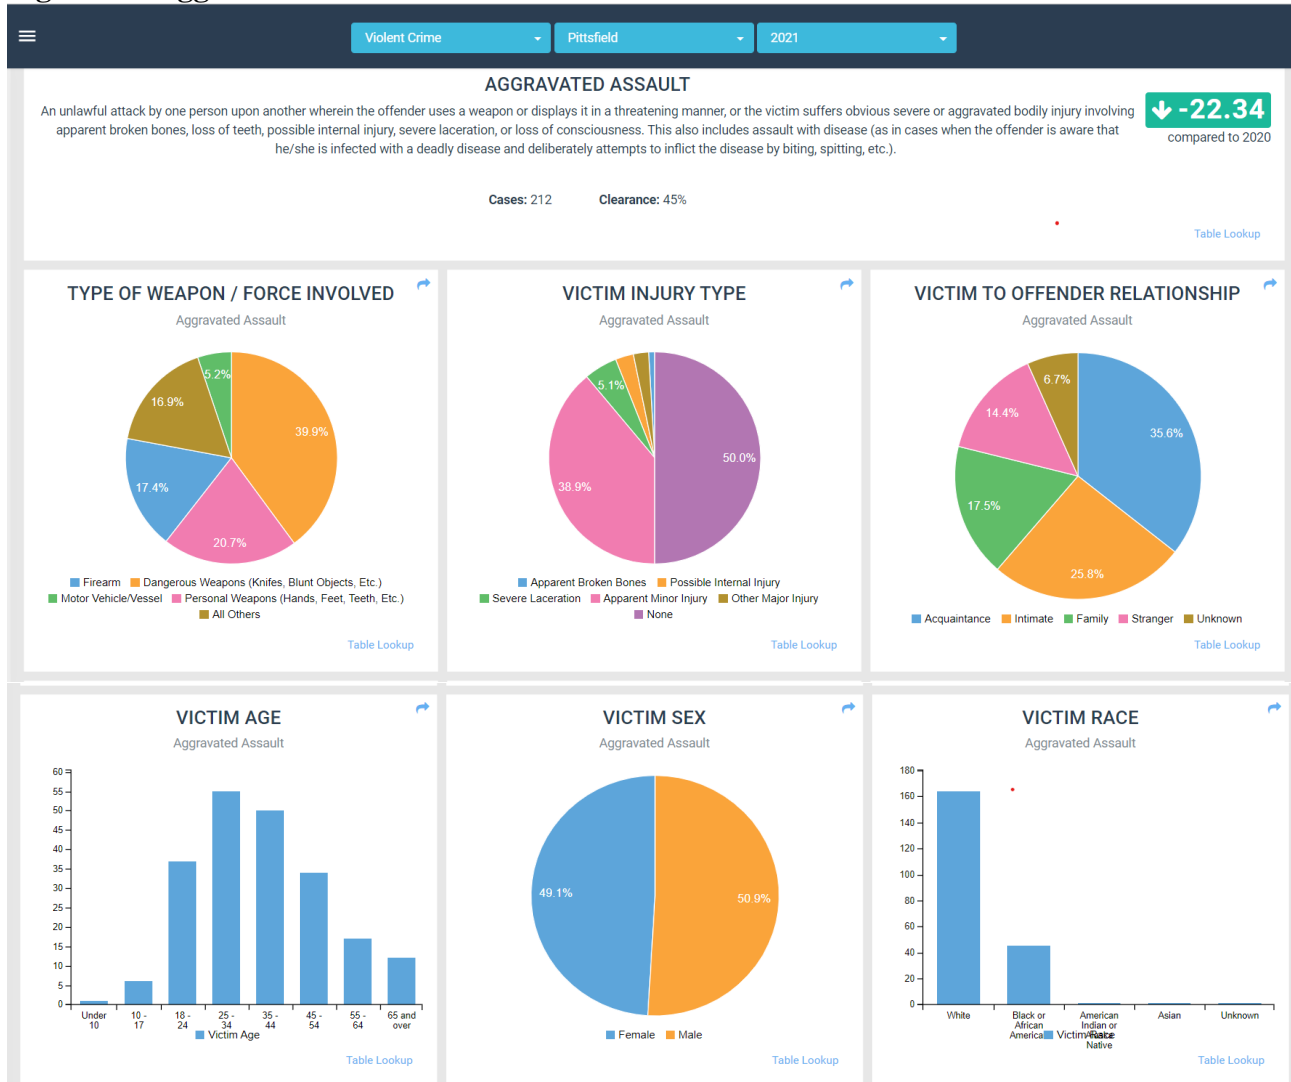 Violent Crime
Pittsfield
2021
AGGRAVATED ASSAULT
An unlawful attack by one person upon another wherein the offender uses a weapon or displays it in a threatening manner, or the victim suffers obvious severe or aggravated bodily injury involving
apparent broken bones, loss of teeth, possible internal injury, severe laceration, or loss of consciousness. This also includes assault with disease (as in cases when the offender is aware that
he/she is infected with a deadly disease and deliberately attempts to inflict the disease by biting, spitting, etc.).
-22.34
compared to 2020
Cases: 212 Clearance: 45%
Table Lookup
TYPE OF WEAPON / FORCE INVOLVED
Aggravated Assault
5.2%
16.9%
39.9%
17.4%
20.7%
Firearm Dangerous Weapons (Knifes, Blunt Objects, Etc.)
Motor Vehicle/Vessel Personal Weapons (Hands, Feet, Teeth, Etc.)
All Others
Table Lookup
VICTIM INJURY TYPE
Aggravated Assault
5.1%
50.0%
38.9%
Apparent Broken Bones Possible Internal Injury
Severe Laceration Apparent Minor Injury Other Major Injury
None
Table Lookup
VICTIM TO OFFENDER RELATIONSHIP
Aggravated Assault
6.7%
14.4%
35.6%
17.5%
25.8%
Acquaintance Intimate Family Stranger Unknown
Table Lookup
VICTIM AGE
Aggravated Assault
60
55
50
45
40
35
30
25
20
15
10
5
0
Under 10
10 - 17
18 - 24
25 - 34
35 - 44
45 - 54
55 - 64
65 and over
Victim Age
Table Lookup
VICTIM SEX
Aggravated Assault
49.1%
50.9%
Female Male
Table Lookup
VICTIM RACE
Aggravated Assault
180
160
140
120
100
80
60
40
20
0
White
Black or
African
America
American
Indian or
Native
Asian
Unknown
Victim Race
Table Lookup